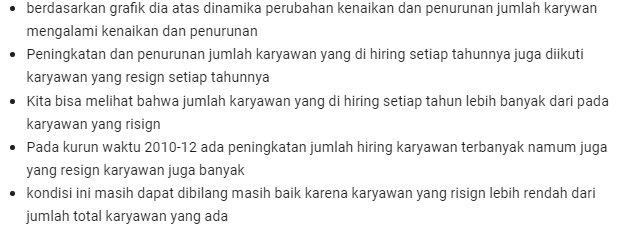 • berdasarkan grafik dia atas dinamika perubahan kenaikan dan penurunan jumlah karywan
mengalami kenaikan dan penurunan
• Peningkatan dan penurunan jumlah karyawan yang di hiring setiap tahunnya juga diikuti
karyawan yang resign setiap tahunnya
• Kita bisa melihat bahwa jumlah karyawan yang di hiring setiap tahun lebih banyak dari pada
karyawan yang risign
• Pada kurun waktu 2010-12 ada peningkatan jumlah hiring karyawan terbanyak namum juga
yang resign karyawan juga banyak
• kondisi ini masih dapat dibilang masih baik karena karyawan yang risign lebih rendah dari
jumlah total karyawan yang ada